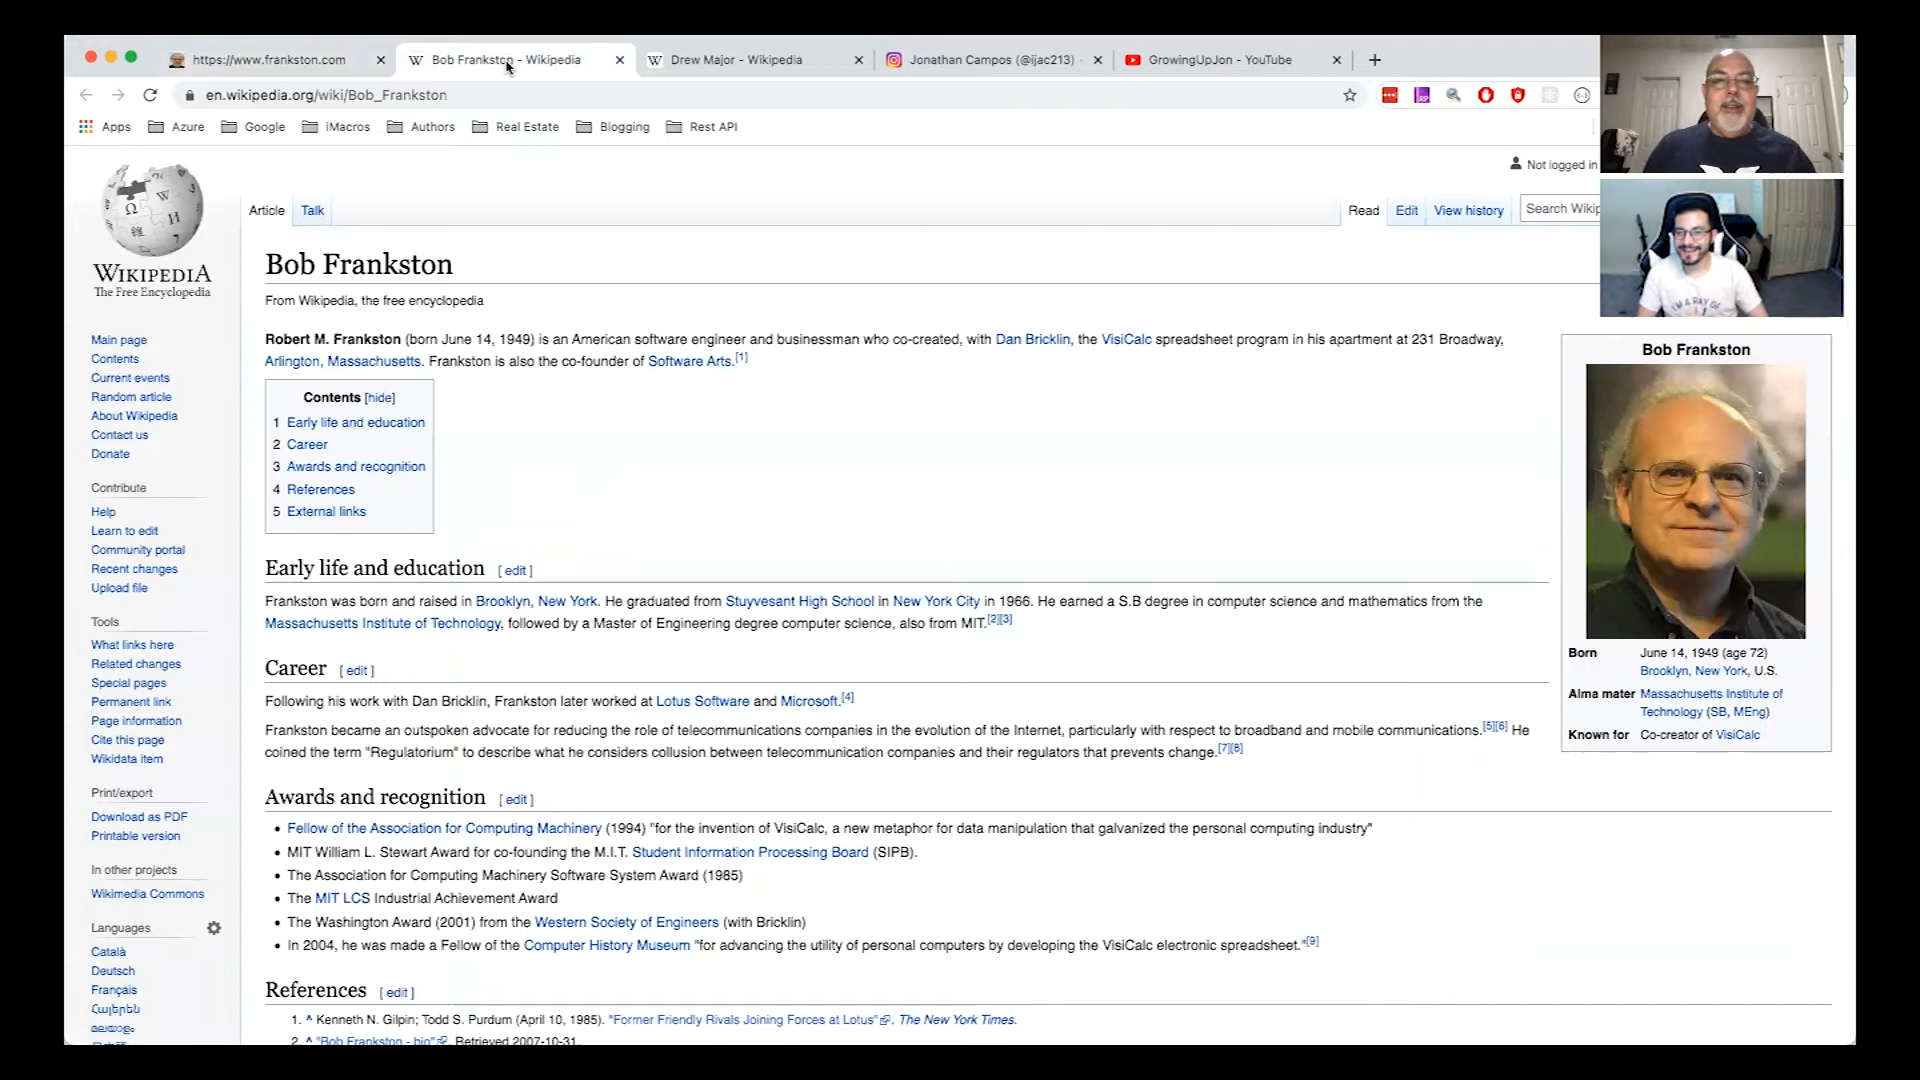 https://www.frankston.com
Bob Frankston - Wikipedia
Drew Major - Wikipedia
Jonathan Campos (@ijac213) ·
GrowingUpJon - YouTube
en.wikipedia.org/wiki/Bob_Frankston
Apps
Azure
Google
iMacros
Authors
Real Estate
Blogging
Rest API
Not logged in
Article
Talk
Read
Edit
View history
Search Wikip
WIKIPEDIA
The Free Encyclopedia
Main page
Contents
Current events
Random article
About Wikipedia
Contact us
Donate
Contribute
Help
Learn to edit
Community portal
Recent changes
Upload file
Tools
What links here
Related changes
Special pages
Permanent link
Page information
Cite this page
Wikidata item
Print/export
Download as PDF
Printable version
In other projects
Wikimedia Commons
Languages
Català
Deutsch
Français
Հայերեն
മലയാളം
Bob Frankston
From Wikipedia, the free encyclopedia
Robert M. Frankston (born June 14, 1949) is an American software engineer and businessman who co-created, with Dan Bricklin, the VisiCalc spreadsheet program in his apartment at 231 Broadway,
Arlington, Massachusetts. Frankston is also the co-founder of Software Arts.[1]
Contents [hide]
1 Early life and education
2 Career
3 Awards and recognition
4 References
5 External links
Early life and education [ edit ]
Frankston was born and raised in Brooklyn, New York. He graduated from Stuyvesant High School in New York City in 1966. He earned a S.B degree in computer science and mathematics from the
Massachusetts Institute of Technology, followed by a Master of Engineering degree computer science, also from MIT.[2][3]
Career [ edit ]
Following his work with Dan Bricklin, Frankston later worked at Lotus Software and Microsoft.[4]
Frankston became an outspoken advocate for reducing the role of telecommunications companies in the evolution of the Internet, particularly with respect to broadband and mobile communications.[5][6] He
coined the term "Regulatorium" to describe what he considers collusion between telecommunication companies and their regulators that prevents change.[7][8]
Awards and recognition [ edit ]
• Fellow of the Association for Computing Machinery (1994) "for the invention of VisiCalc, a new metaphor for data manipulation that galvanized the personal computing industry"
• MIT William L. Stewart Award for co-founding the M.I.T. Student Information Processing Board (SIPB).
• The Association for Computing Machinery Software System Award (1985)
• The MIT LCS Industrial Achievement Award
• The Washington Award (2001) from the Western Society of Engineers (with Bricklin)
• In 2004, he was made a Fellow of the Computer History Museum "for advancing the utility of personal computers by developing the VisiCalc electronic spreadsheet."[9]
References [ edit ]
1. ^ Kenneth N. Gilpin; Todd S. Purdum (April 10, 1985). "Former Friendly Rivals Joining Forces at Lotus". The New York Times.
2. ^ "Bob Frankston - bio". Retrieved 2007-10-31.
Bob Frankston
Born June 14, 1949 (age 72)
Brooklyn, New York, U.S.
Alma mater Massachusetts Institute of
Technology (SB, MEng)
Known for Co-creator of VisiCalc
I'M A RAY OF